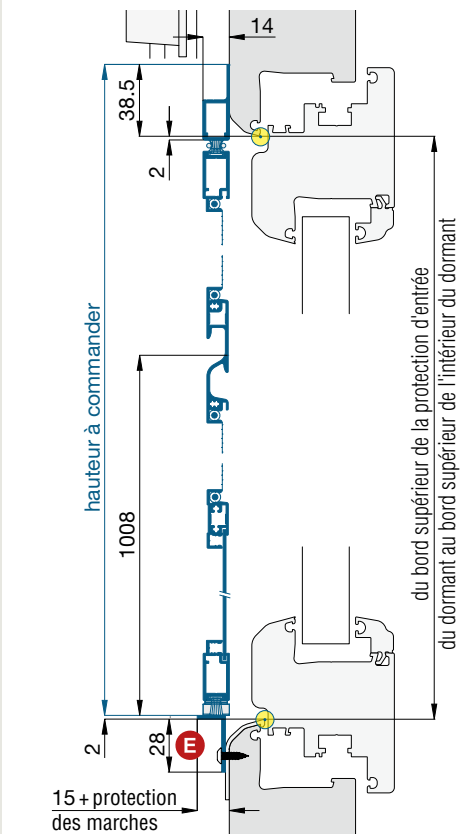 14
38.5
2
hauteur à commander
1008
du bord supérieur de la protection d'entrée
du dormant au bord supérieur de l'intérieur du dormant
2
28
E
15 + protection
des marches